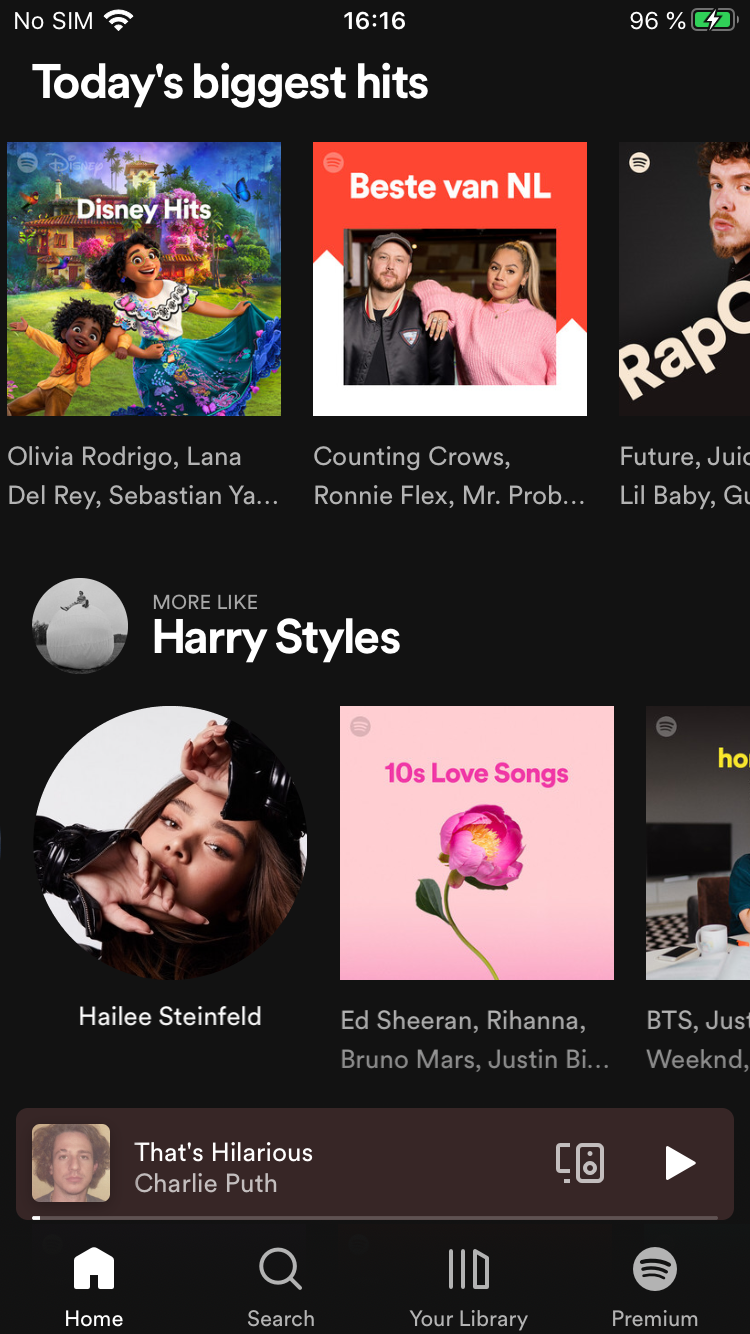 No SIM 16:16 96 %
Today's biggest hits
Disney
Disney Hits
Beste van NL
RapC
Olivia Rodrigo, Lana
Del Rey, Sebastian Ya...
Counting Crows,
Ronnie Flex, Mr. Prob...
Future, Juic
Lil Baby, Gu
MORE LIKE
Harry Styles
10s Love Songs
ho
Hailee Steinfeld
Ed Sheeran, Rihanna,
Bruno Mars, Justin Bi...
BTS, Just
Weeknd,
That's Hilarious
Charlie Puth
Home Search Your Library Premium